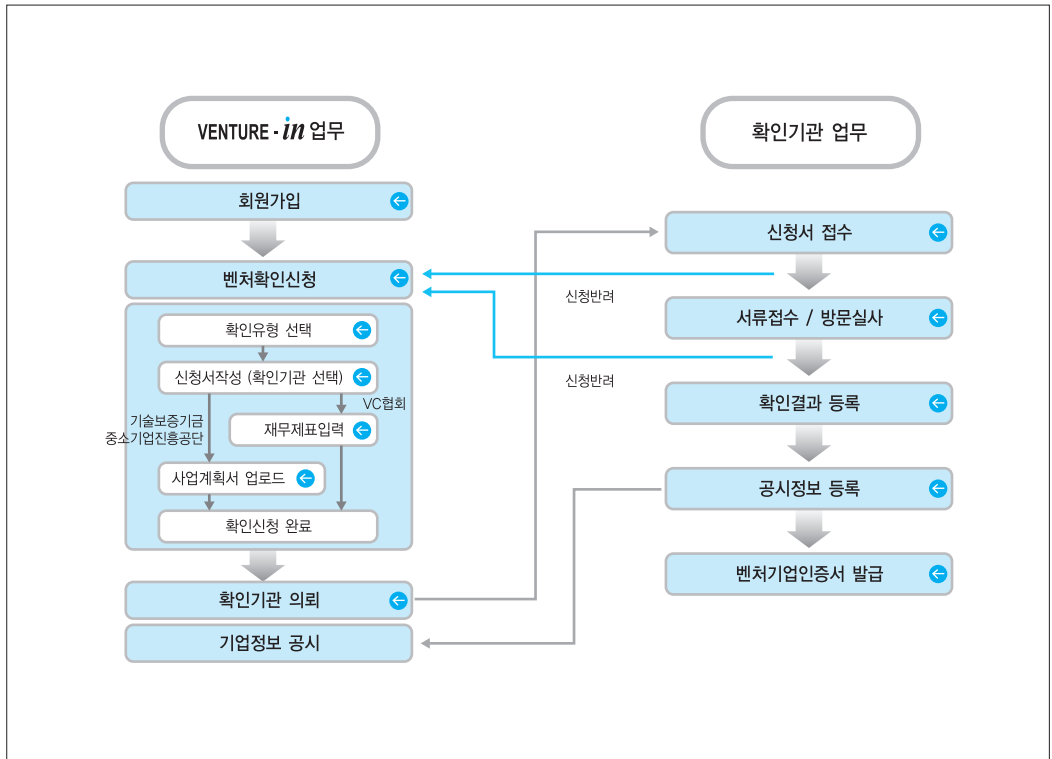 VENTURE - in 업무
회원가입
벤처확인신청
확인유형 선택
신청서작성 (확인기관 선택)
VC협회
기술보증기금
중소기업진흥공단
재무제표입력
사업계획서 업로드
확인신청 완료
확인기관 의뢰
기업정보 공시
신청반려
신청반려
확인기관 업무
신청서 접수
서류접수 / 방문실사
확인결과 등록
공시정보 등록
벤처기업인증서 발급